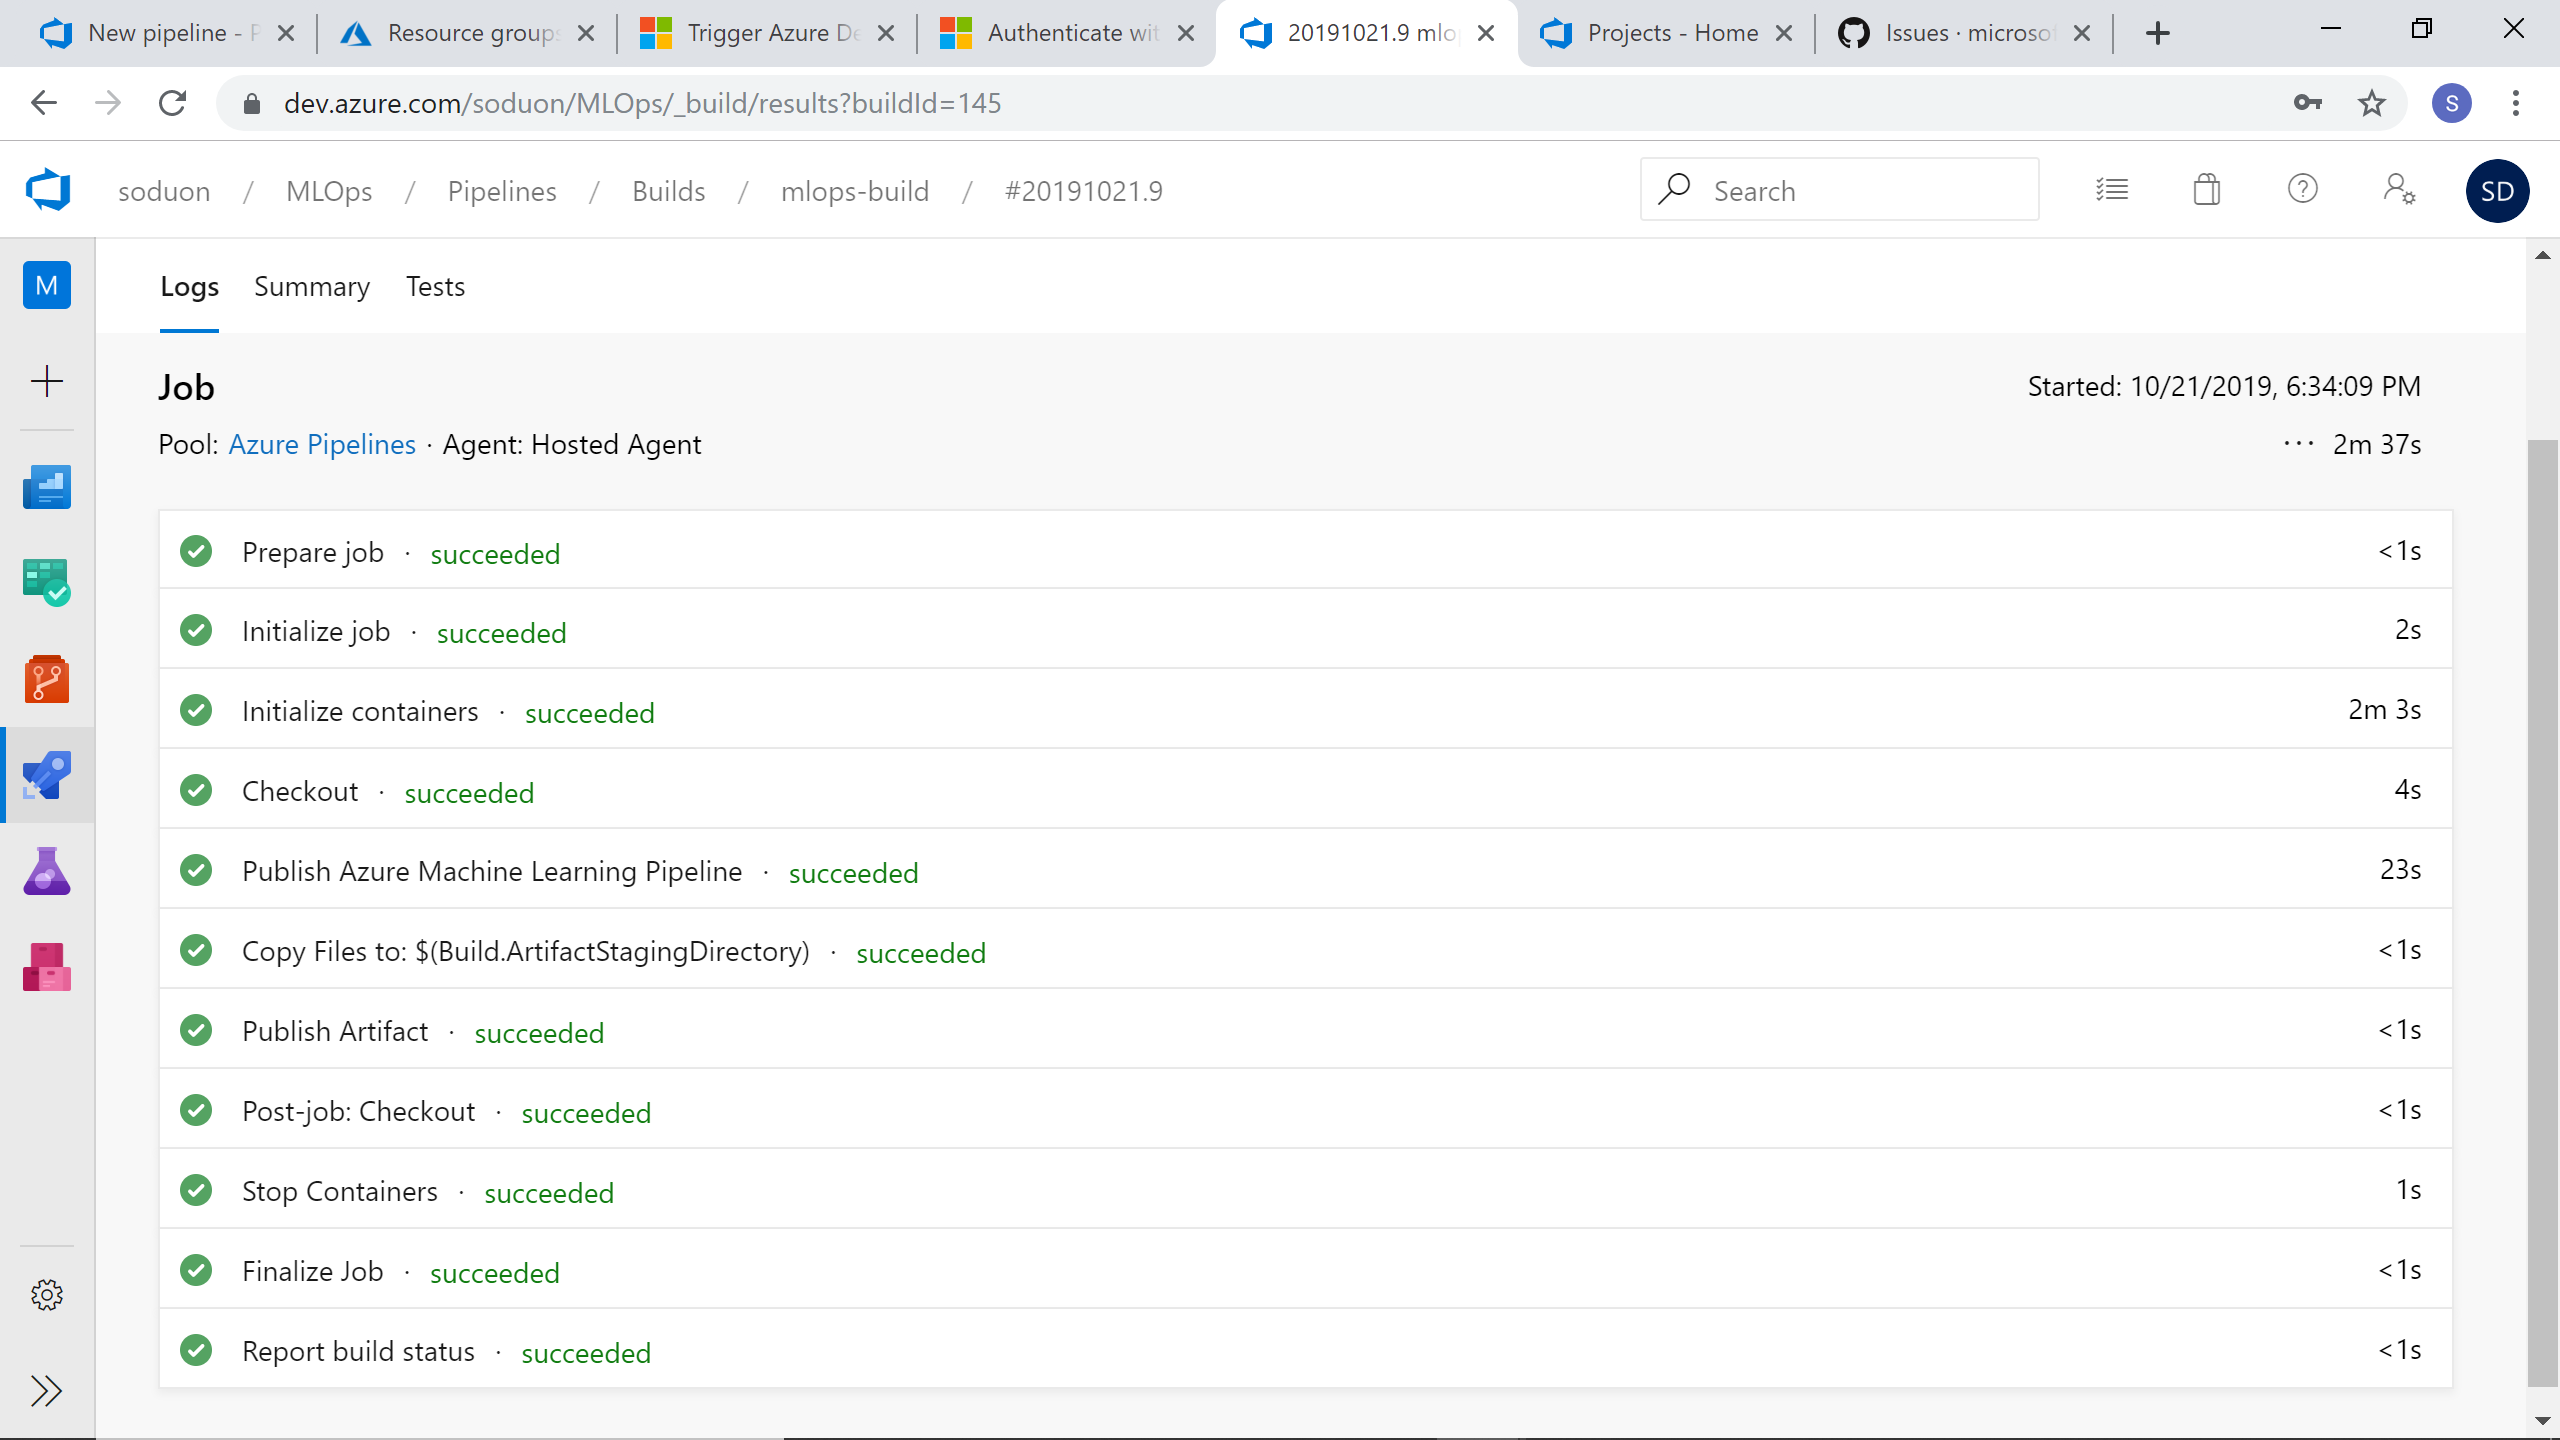 New pipeline - P
Resource groups
Trigger Azure De
Authenticate wit
20191021.9 mlo
Projects - Home
Issues · microsof
dev.azure.com/soduon/MLOps/_build/results?buildId=145
S
soduon / MLOps / Pipelines / Builds / mlops-build / #20191021.9
Search
SD
M
Logs Summary Tests
Job
Started: 10/21/2019, 6:34:09 PM
Pool: Azure Pipelines · Agent: Hosted Agent
··· 2m 37s
Prepare job · succeeded <1s
Initialize job · succeeded 2s
Initialize containers · succeeded 2m 3s
Checkout · succeeded 4s
Publish Azure Machine Learning Pipeline · succeeded 23s
Copy Files to: $(Build.ArtifactStagingDirectory) · succeeded <1s
Publish Artifact · succeeded <1s
Post-job: Checkout · succeeded <1s
Stop Containers · succeeded 1s
Finalize Job · succeeded <1s
Report build status · succeeded <1s